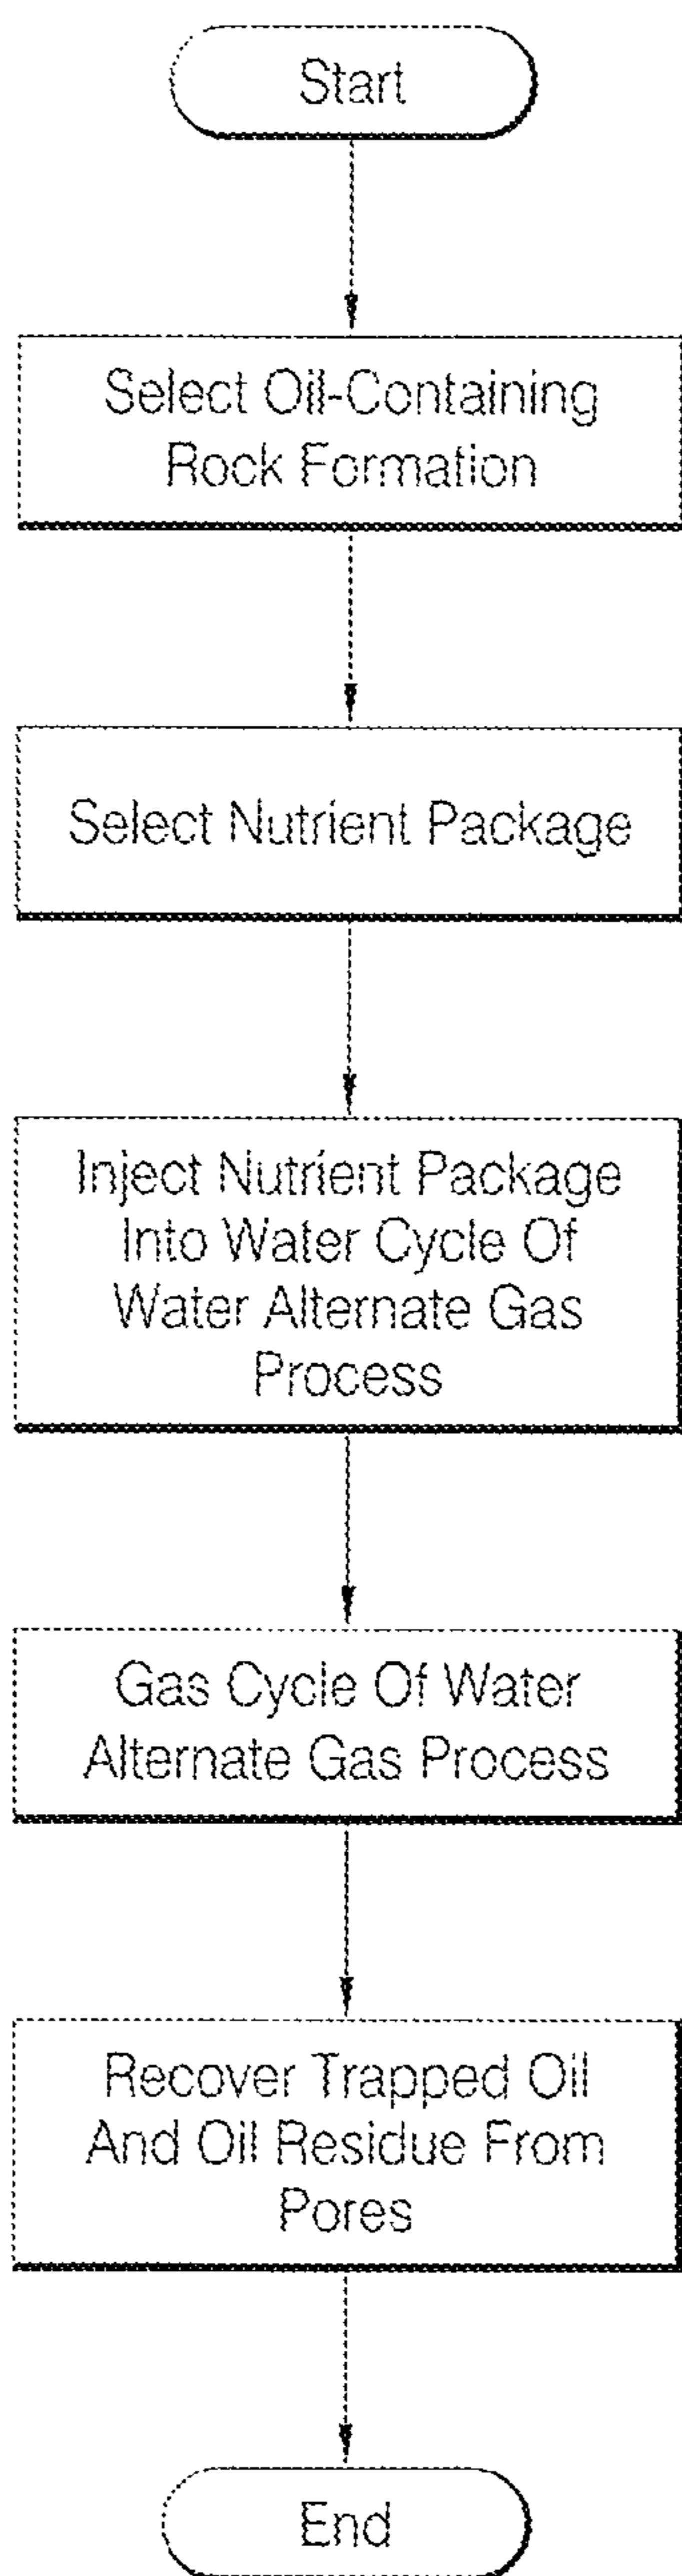 Start
Select Oil-Containing
Rock Formation
Select Nutrient Package
Inject Nutrient Package
Into Water Cycle Of
Water Alternate Gas
Process
Gas Cycle Of Water
Alternate Gas Process
Recover Trapped Oil
And Oil Residue From
Pores
End